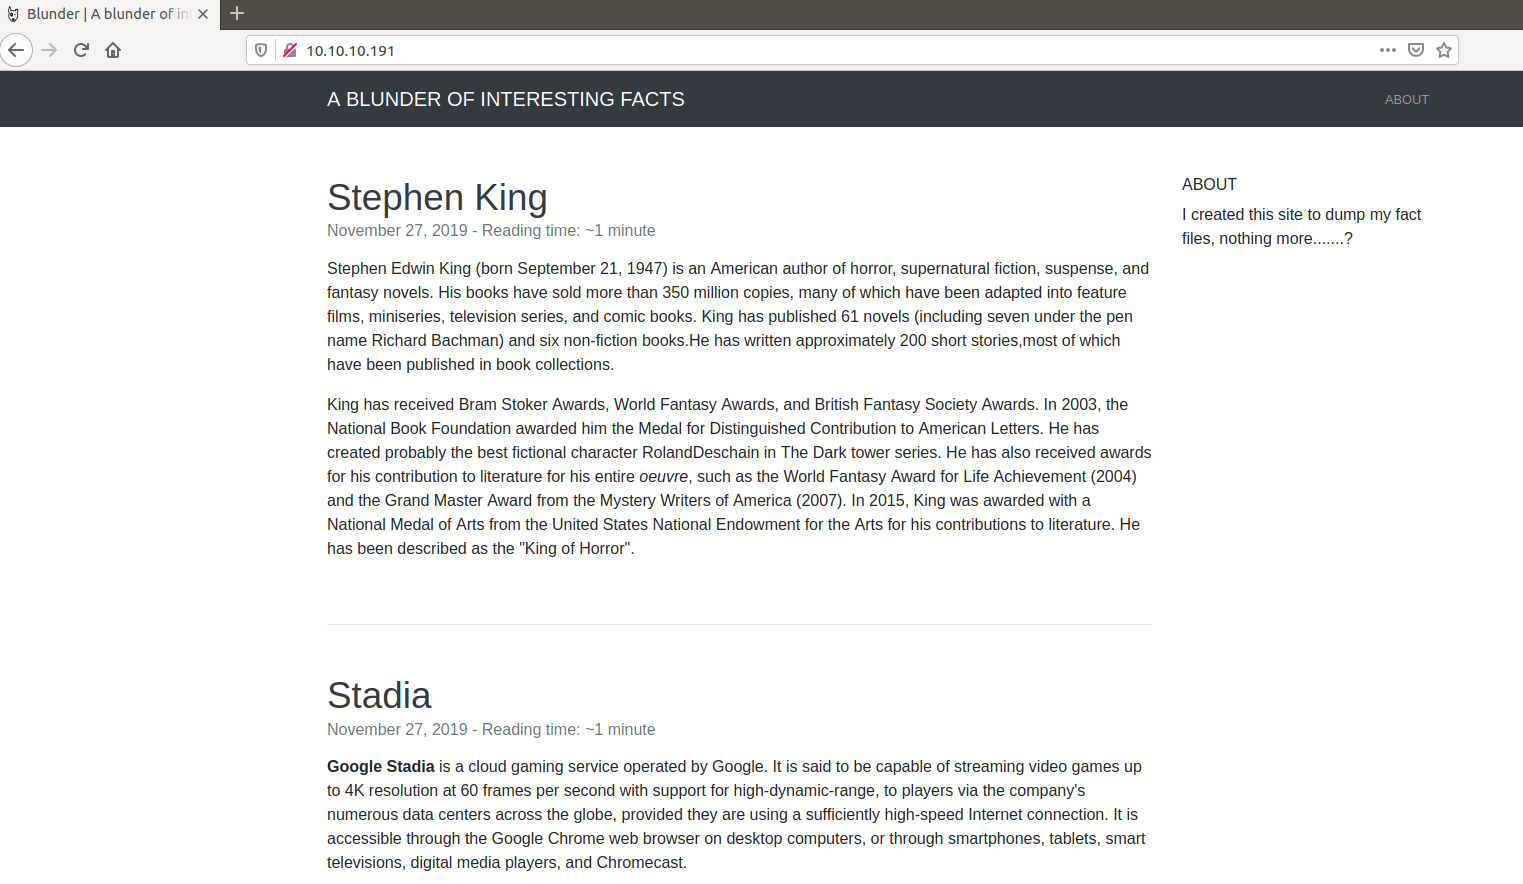 Blunder | A blunder of in
10.10.10.191
A BLUNDER OF INTERESTING FACTS
ABOUT
Stephen King
November 27, 2019 - Reading time: ~1 minute
Stephen Edwin King (born September 21, 1947) is an American author of horror, supernatural fiction, suspense, and
fantasy novels. His books have sold more than 350 million copies, many of which have been adapted into feature
films, miniseries, television series, and comic books. King has published 61 novels (including seven under the pen
name Richard Bachman) and six non-fiction books.He has written approximately 200 short stories,most of which
have been published in book collections.
King has received Bram Stoker Awards, World Fantasy Awards, and British Fantasy Society Awards. In 2003, the
National Book Foundation awarded him the Medal for Distinguished Contribution to American Letters. He has
created probably the best fictional character RolandDeschain in The Dark tower series. He has also received awards
for his contribution to literature for his entire oeuvre, such as the World Fantasy Award for Life Achievement (2004)
and the Grand Master Award from the Mystery Writers of America (2007). In 2015, King was awarded with a
National Medal of Arts from the United States National Endowment for the Arts for his contributions to literature. He
has been described as the "King of Horror".
Stadia
November 27, 2019 - Reading time: ~1 minute
Google Stadia is a cloud gaming service operated by Google. It is said to be capable of streaming video games up
to 4K resolution at 60 frames per second with support for high-dynamic-range, to players via the company's
numerous data centers across the globe, provided they are using a sufficiently high-speed Internet connection. It is
accessible through the Google Chrome web browser on desktop computers, or through smartphones, tablets, smart
televisions, digital media players, and Chromecast.
ABOUT
I created this site to dump my fact
files, nothing more.......?